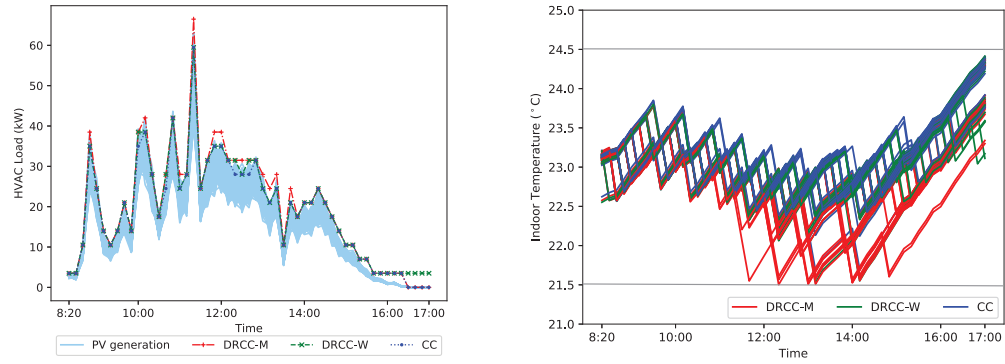 60
50
40
30
20
10
0
HVAC Load (kW)
8:20 10:00 12:00 14:00 16:00 17:00
Time
PV generation DRCC-M DRCC-W CC
24.5
24.0
23.5
23.0
22.5
22.0
21.5
21.0
Indoor Temperature (°C)
DRCC-M DRCC-W CC
8:20 10:00 12:00 14:00 16:00 17:00
Time